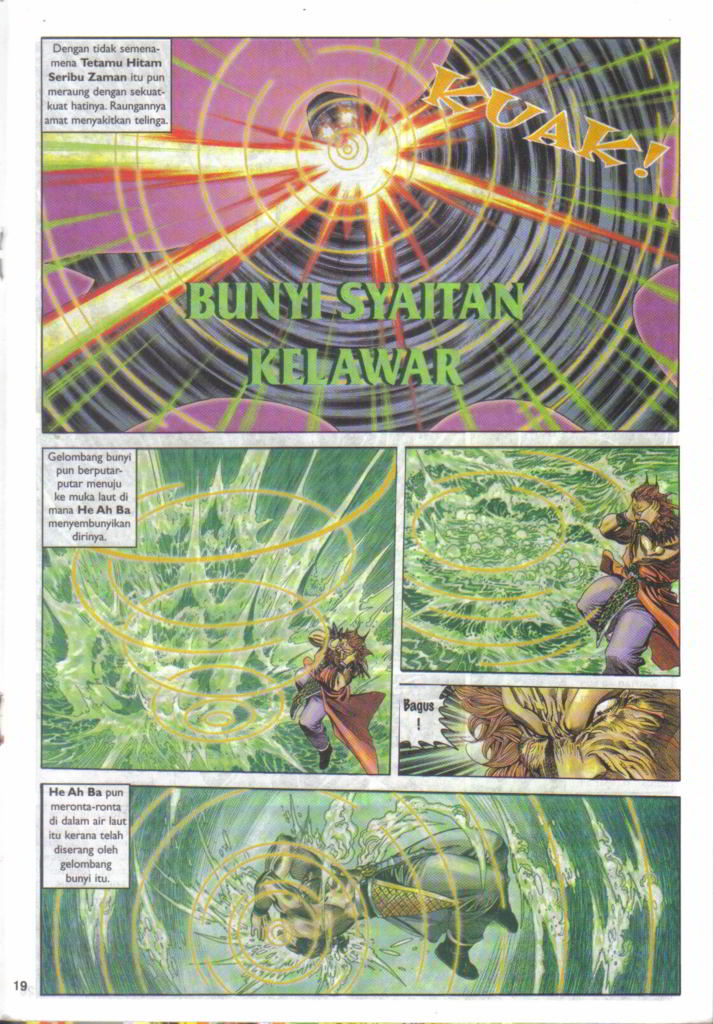 Dengan tidak semena-
mena Tetamu Hitam
Seribu Zaman itu pun
meraung dengan sekuat-
kuat hatinya. Raungannya
amat menyakitkan telinga.
KUAK!
BUNYI SYAITAN
KELAWAR
Gelombang bunyi
pun berputar-
putar menuju
ke muka laut di
mana He Ah Ba
menyembunyikan
dirinya.
Bagus
!
He Ah Ba pun
meronta-ronta
di dalam air laut
itu kerana telah
diserang oleh
gelombang
bunyi itu.
19